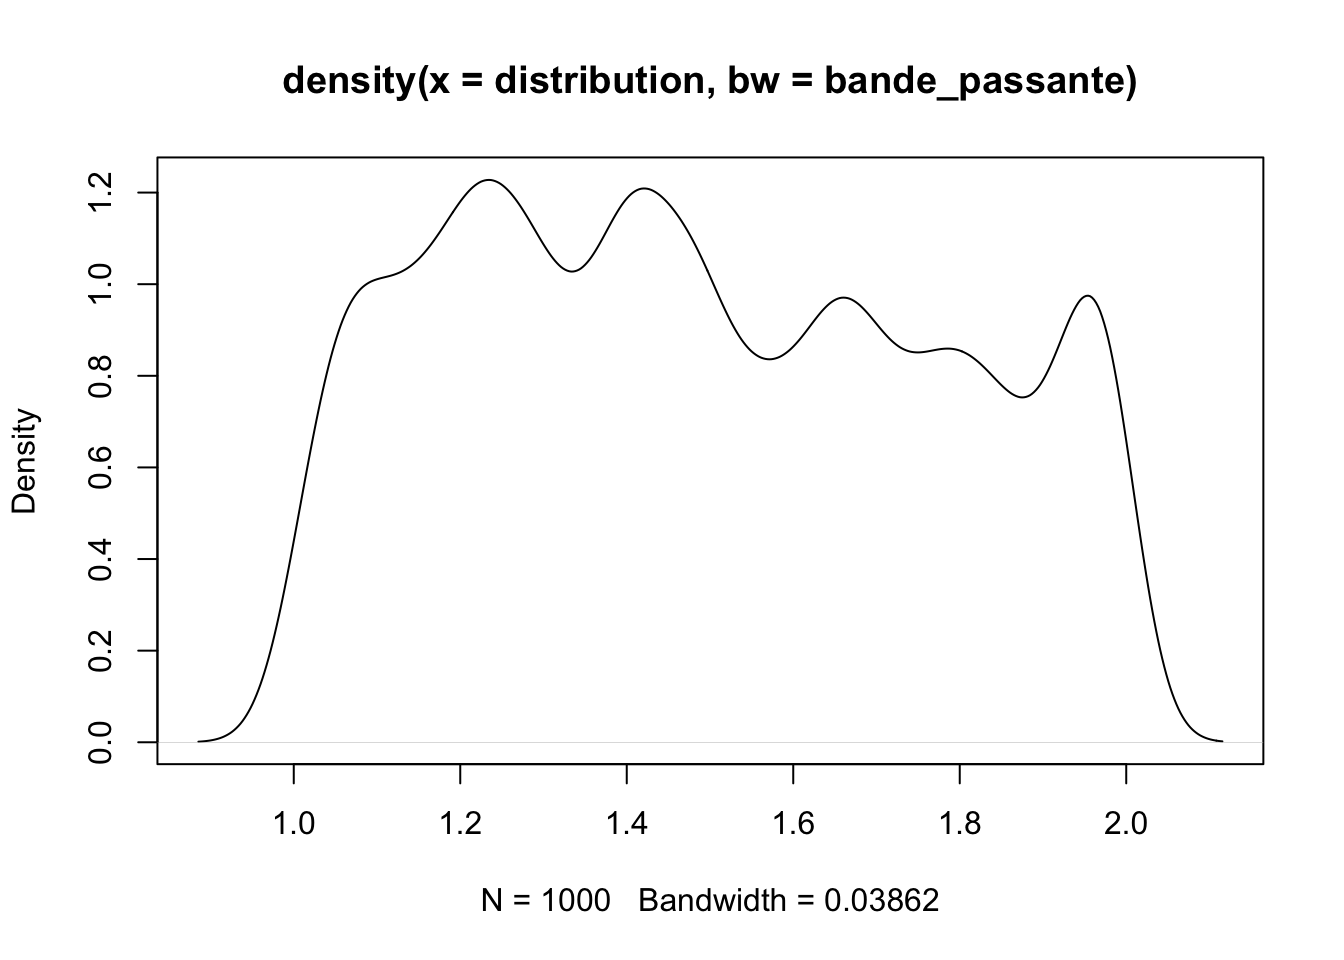 density(x = distribution, bw = bande_passante)
Density
1.2
1.0
0.8
0.6
0.4
0.2
0.0
1.0 1.2 1.4 1.6 1.8 2.0
N = 1000 Bandwidth = 0.03862